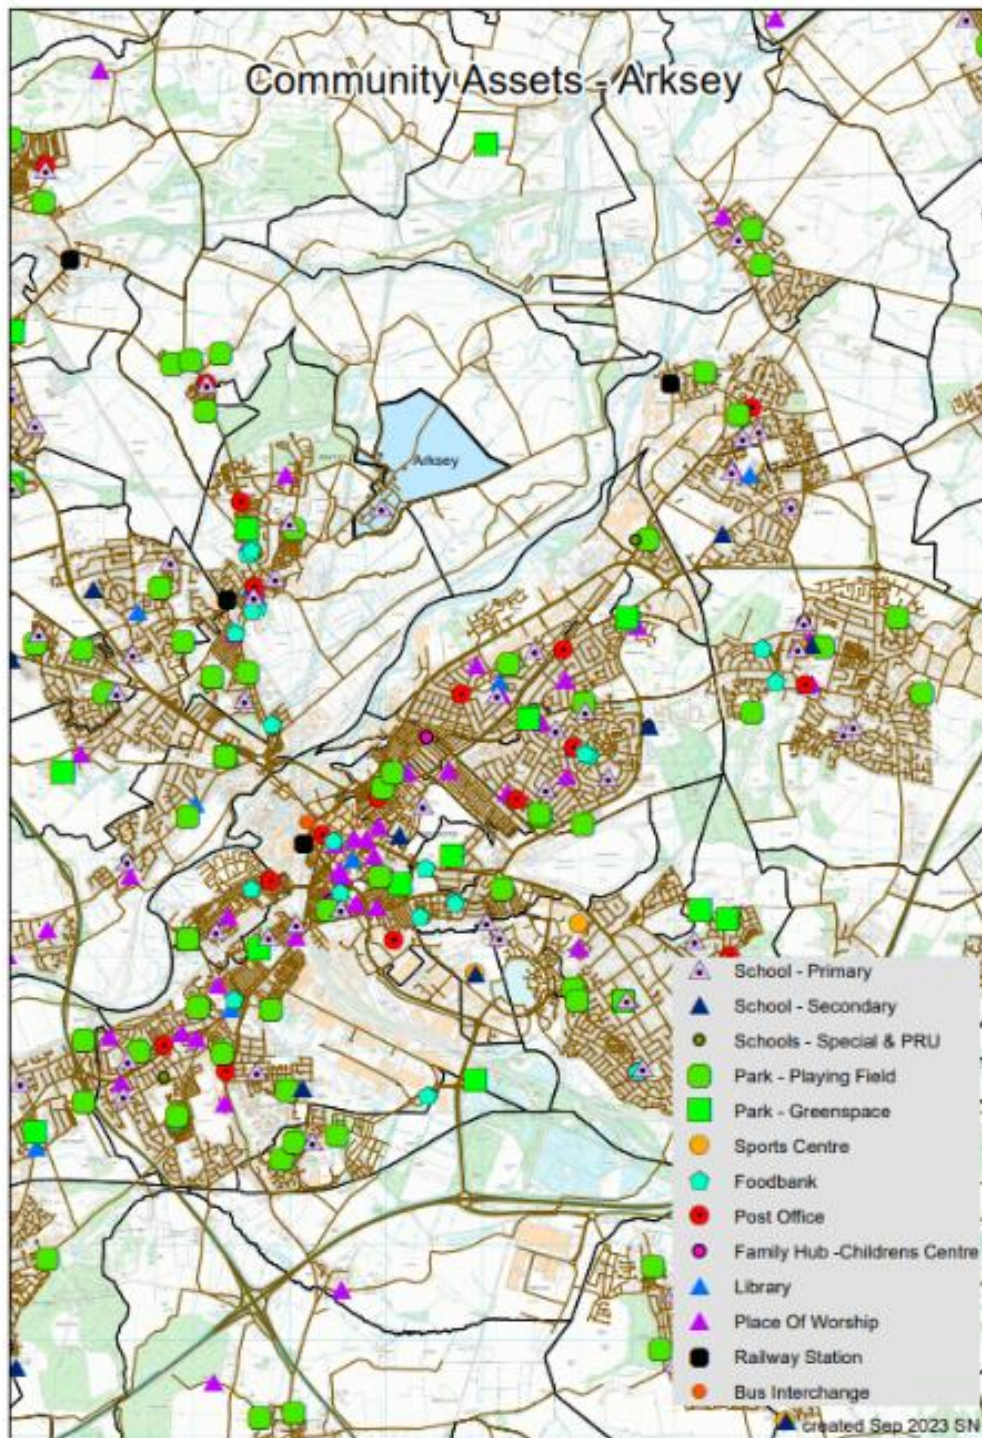 Community Assets - Arksey
Arksey
School - Primary
School - Secondary
Schools - Special & PRU
Park - Playing Field
Park - Greenspace
Sports Centre
Foodbank
Post Office
Family Hub -Childrens Centre
Library
Place Of Worship
Railway Station
Bus Interchange
created Sep 2023 SN